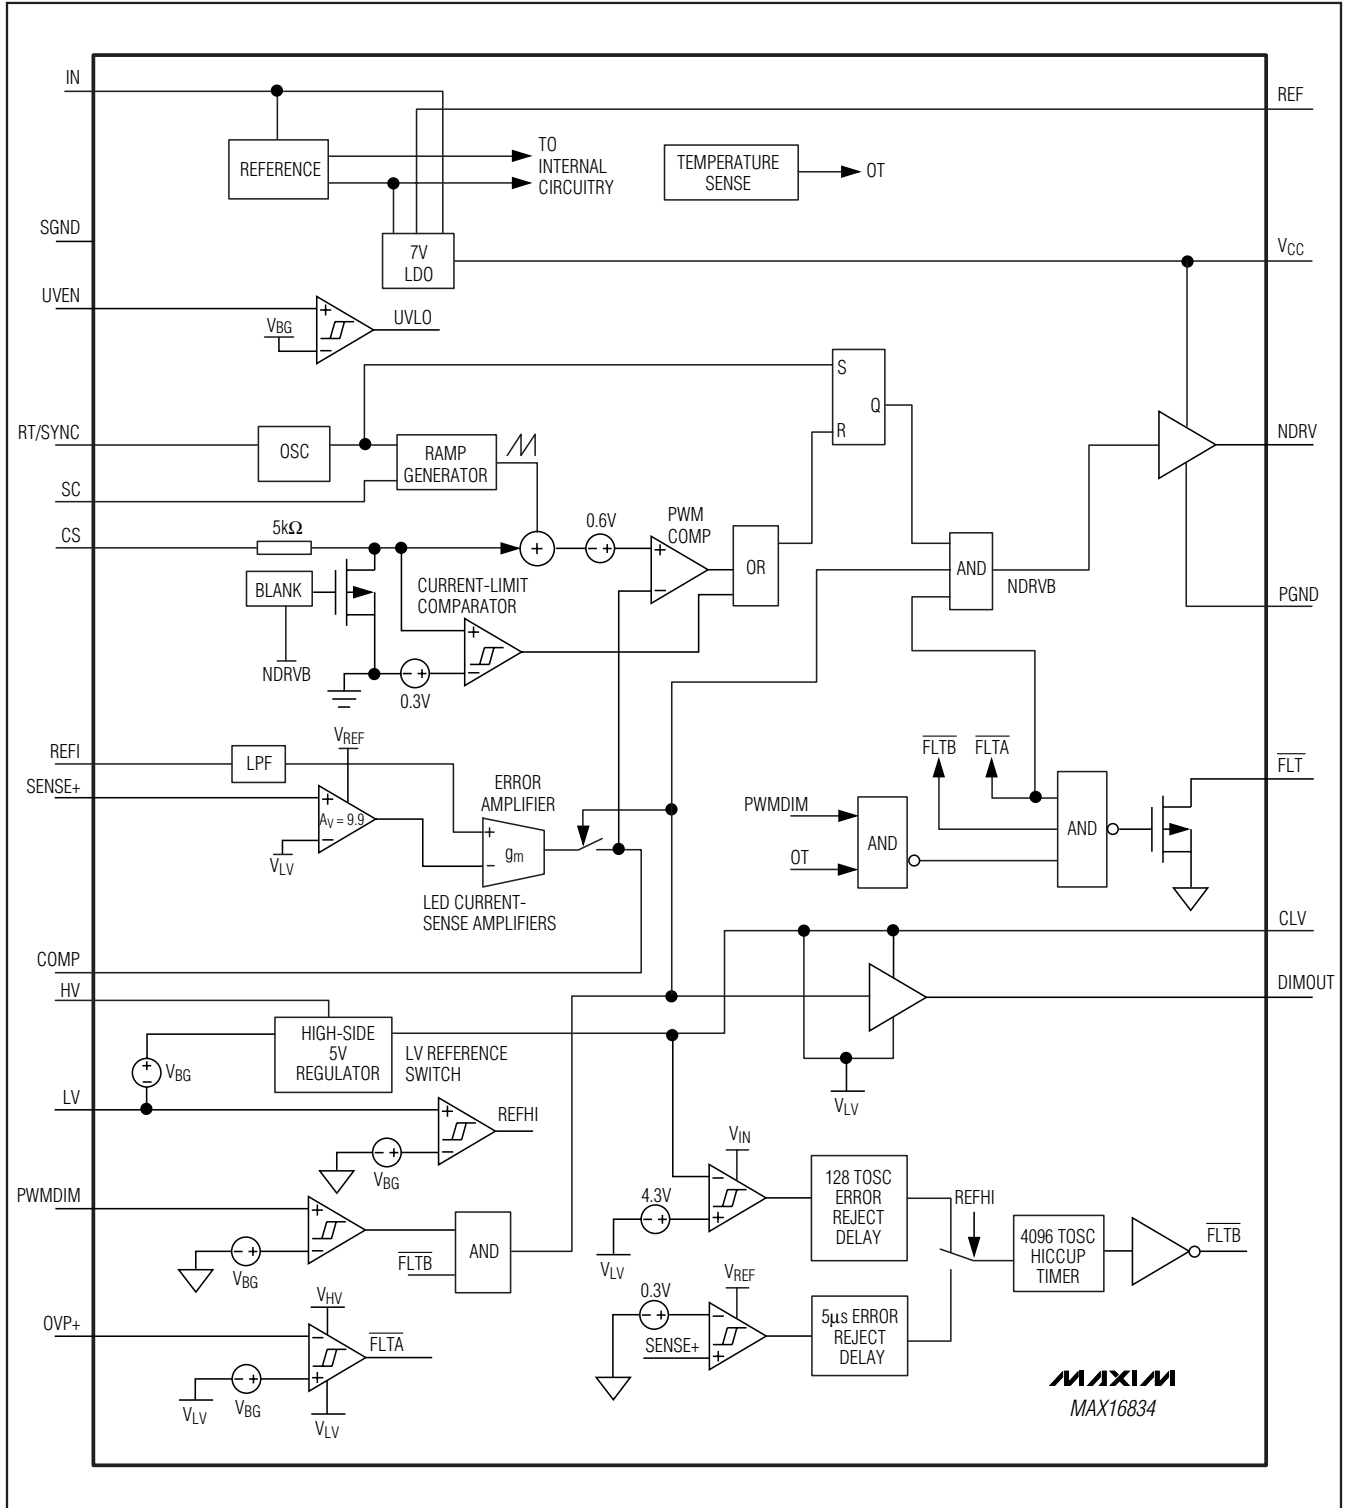 IN
REF
REFERENCE
TO
INTERNAL
CIRCUITRY
TEMPERATURE
SENSE
OT
SGND
7V
LDO
VCC
UVEN
+
VBG
−
UVLO
S
Q
R
RT/SYNC
OSC
RAMP
GENERATOR
NDRV
SC
CS
5kΩ
+
0.6V
− +
PWM
COMP
+
−
OR
AND
NDRVB
BLANK
CURRENT-LIMIT
COMPARATOR
PGND
NDRVB
+
−
− +
0.3V
REFI
LPF
VREF
SENSE+
+
AV = 9.9
−
VLV
ERROR
AMPLIFIER
+
gm
−
LED CURRENT-
SENSE AMPLIFIERS
FLTB
FLTA
FLT
PWMDIM
AND
OT
AND
CLV
COMP
HV
DIMOUT
HIGH-SIDE
5V
REGULATOR
LV REFERENCE
SWITCH
+
−
VBG
VLV
LV
+
−
REFHI
− +
VBG
PWMDIM
+
−
− +
VBG
FLTB
AND
VIN
4.3V
− +
−
+
VLV
128 TOSC
ERROR
REJECT
DELAY
REFHI
4096 TOSC
HICCUP
TIMER
FLTB
OVP+
VHV
−
+
FLTA
− +
VLV
VBG
VLV
0.3V
− +
VREF
−
SENSE+
+
5µs ERROR
REJECT
DELAY
MAXIM
MAX16834